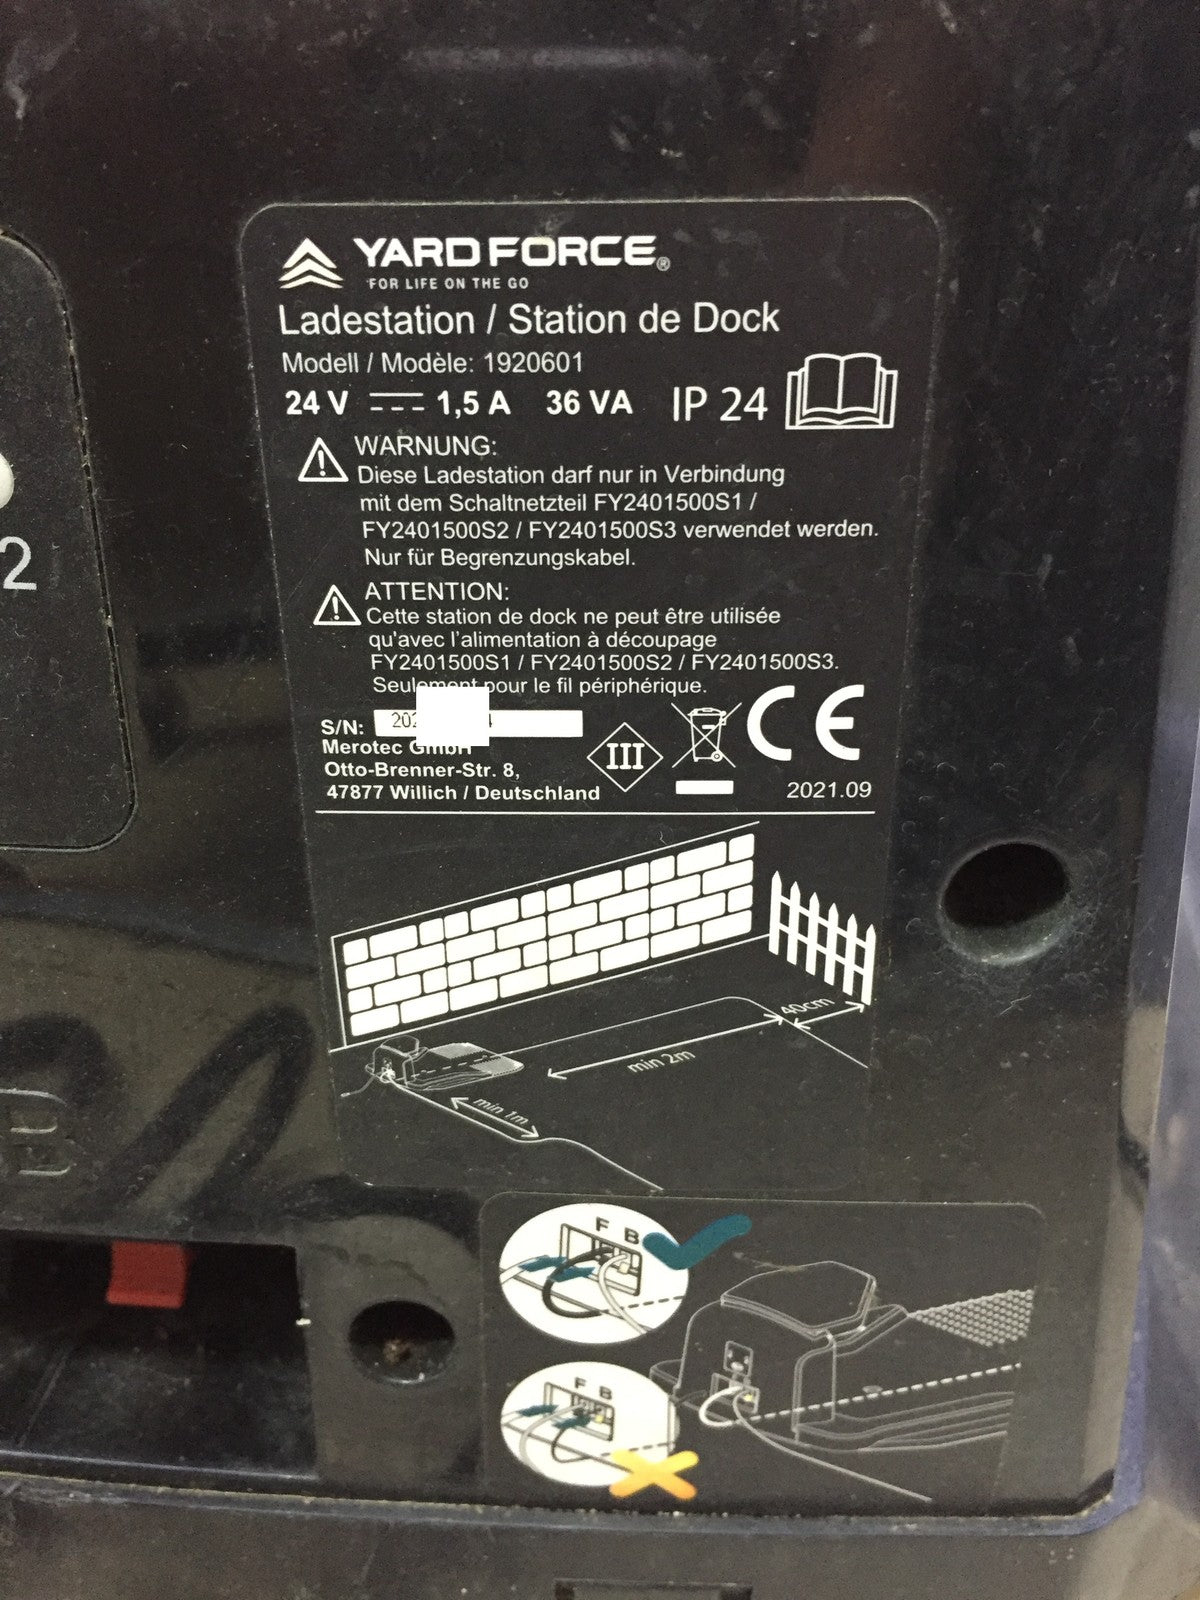 YARD FORCE®
FOR LIFE ON THE GO
Ladestation / Station de Dock
Modell / Modèle: 1920601
24 V 1,5 A 36 VA IP 24
WARNUNG:
Diese Ladestation darf nur in Verbindung
mit dem Schaltnetzteil FY2401500S1 /
FY2401500S2 / FY2401500S3 verwendet werden.
Nur für Begrenzungskabel.
ATTENTION:
Cette station de dock ne peut être utilisée
qu'avec l'alimentation à découpage
FY2401500S1 / FY2401500S2 / FY2401500S3.
Seulement pour le fil périphérique.
S/N: 202 4
Merotec GmbH
Otto-Brenner-Str. 8,
47877 Willich / Deutschland
III
CE
2021.09
40cm
min 2m
min 1m
F B
F B
2
B